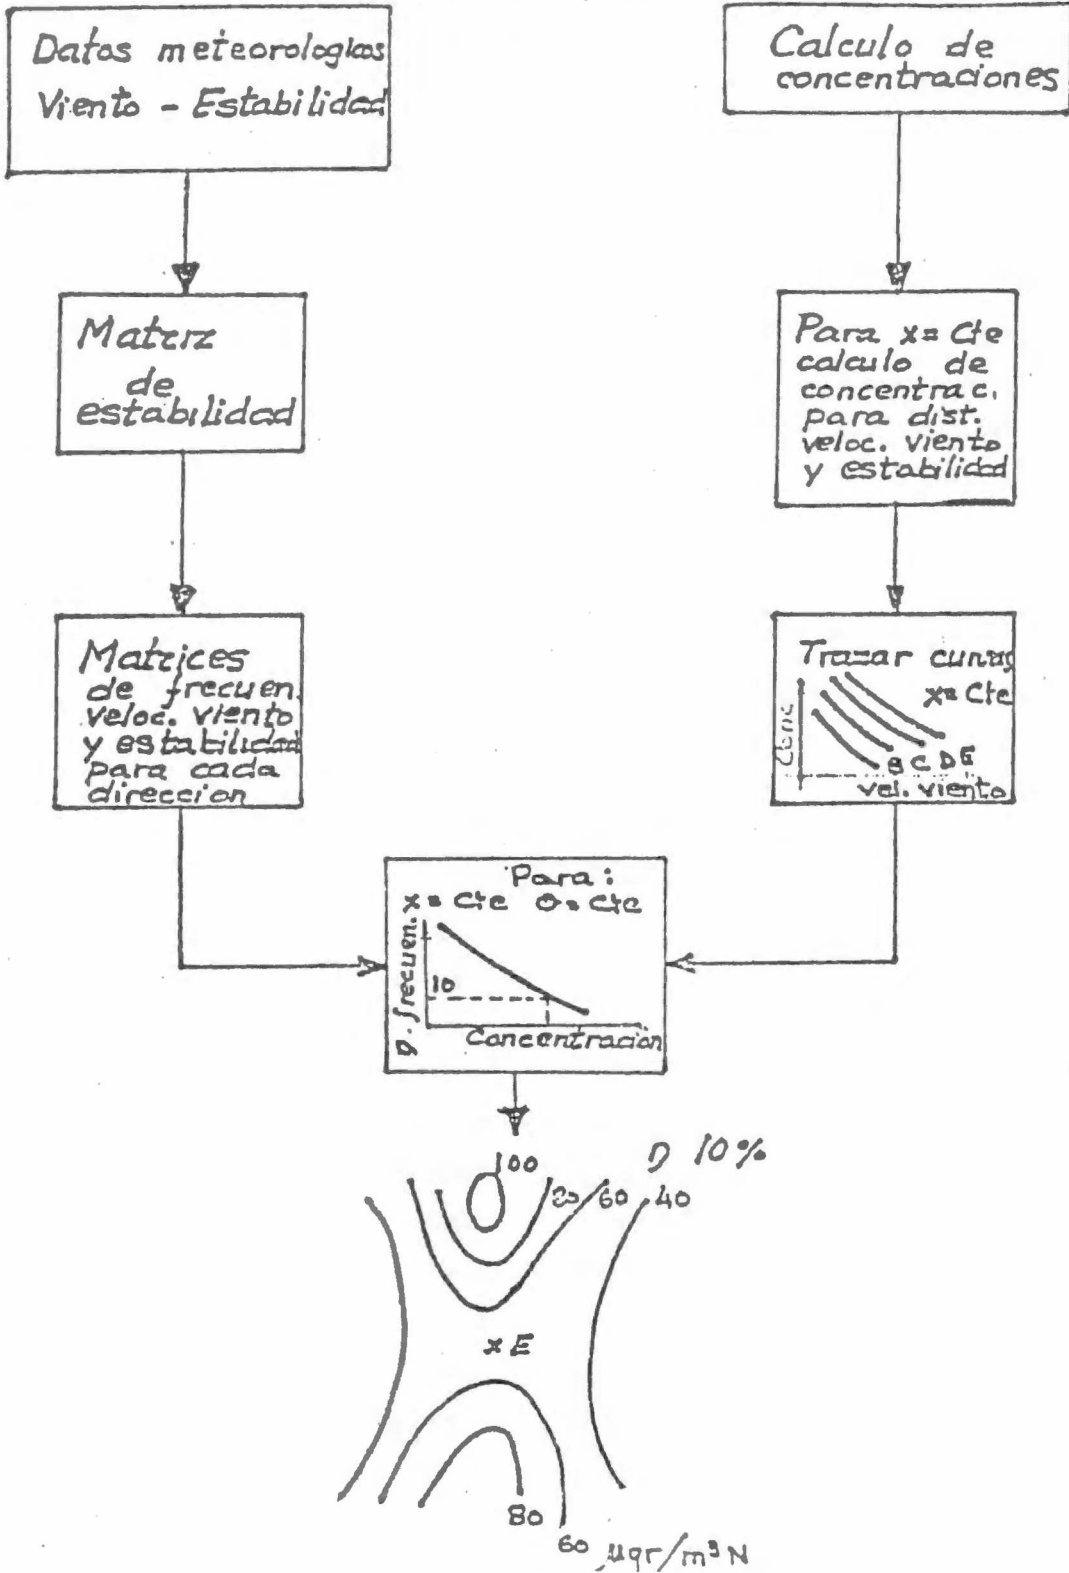 Datos meteorologicos
Viento - Estabilidad
Matriz
de
estabilidad
Matrices
de frecuen.
veloc. viento
y estabilidad
para cada
direccion
Calculo de
concentraciones
Para x = Cte
calculo de
concentrac.
para dist.
veloc. viento
y estabilidad
Trazar curvas
x = Cte
Conc
B C D E
vel. viento
Para:
x = Cte θ = Cte
frecuen.
10
Concentracion
100
D 10%
80 60 40
x E
80
60 µgr/m³N